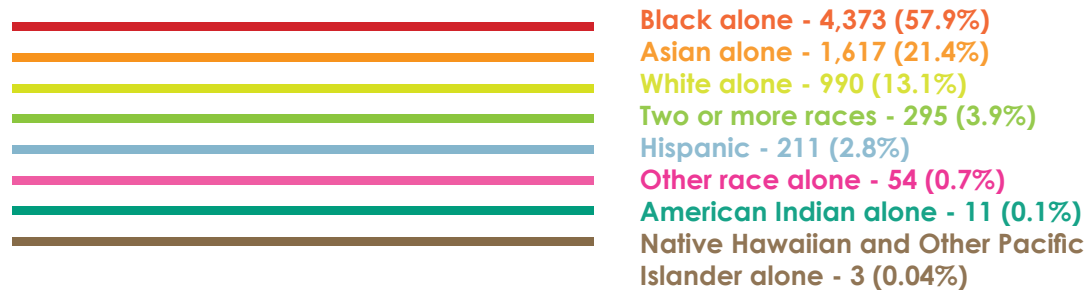 Black alone - 4,373 (57.9%)
Asian alone - 1,617 (21.4%)
White alone - 990 (13.1%)
Two or more races - 295 (3.9%)
Hispanic - 211 (2.8%)
Other race alone - 54 (0.7%)
American Indian alone - 11 (0.1%)
Native Hawaiian and Other Pacific
Islander alone - 3 (0.04%)